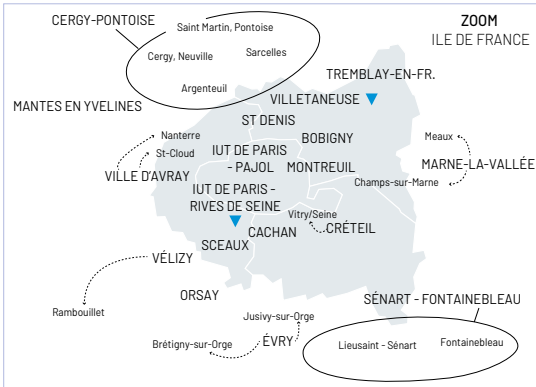 CERGY-PONTOISE
ZOOM
ILE DE FRANCE
Saint Martin, Pontoise
Cergy, Neuville
Sarcelles
Argenteuil
TREMBLAY-EN-FR.
MANTES EN YVELINES
VILLETANEUSE
ST DENIS
BOBIGNY
Nanterre
Meaux
St-Cloud
IUT DE PARIS
- PAJOL
MONTREUIL
MARNE-LA-VALLÉE
VILLE D'AVRAY
Champs-sur-Marne
IUT DE PARIS -
RIVES DE SEINE
Vitry/Seine
CRÉTEIL
CACHAN
SCEAUX
VÉLIZY
ORSAY
SÉNART - FONTAINEBLEAU
Rambouillet
Jusivy-sur-Orge
Brétigny-sur-Orge
ÉVRY
Lieusaint - Sénart
Fontainebleau